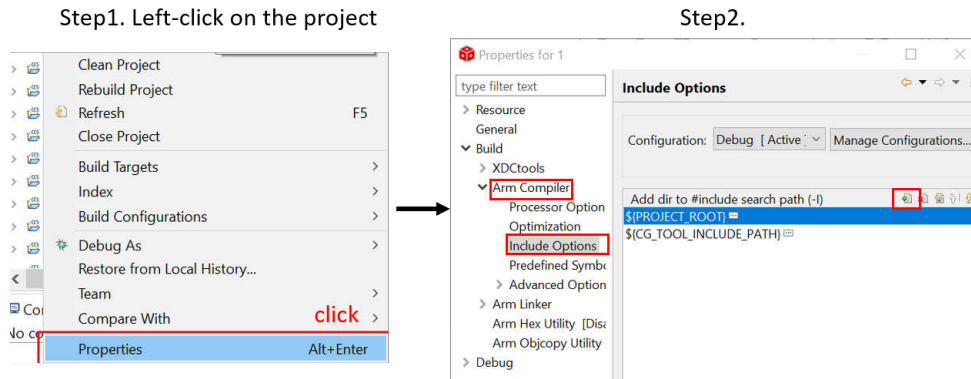 Step1. Left-click on the project
Step2.
Clean Project
Rebuild Project
Refresh F5
Close Project
Build Targets
Index
Build Configurations
Debug As
Restore from Local History...
Team
Compare With
click
Properties Alt+Enter
Properties for 1
type filter text
Resource
General
Build
XDCtools
Arm Compiler
Processor Option
Optimization
Include Options
Predefined Symbo
Advanced Option
Arm Linker
Arm Hex Utility [Disa
Arm Objcopy Utility
Debug
Include Options
Configuration: Debug [ Active ] Manage Configurations...
Add dir to #include search path (-I)
${PROJECT_ROOT}
${CG_TOOL_INCLUDE_PATH}